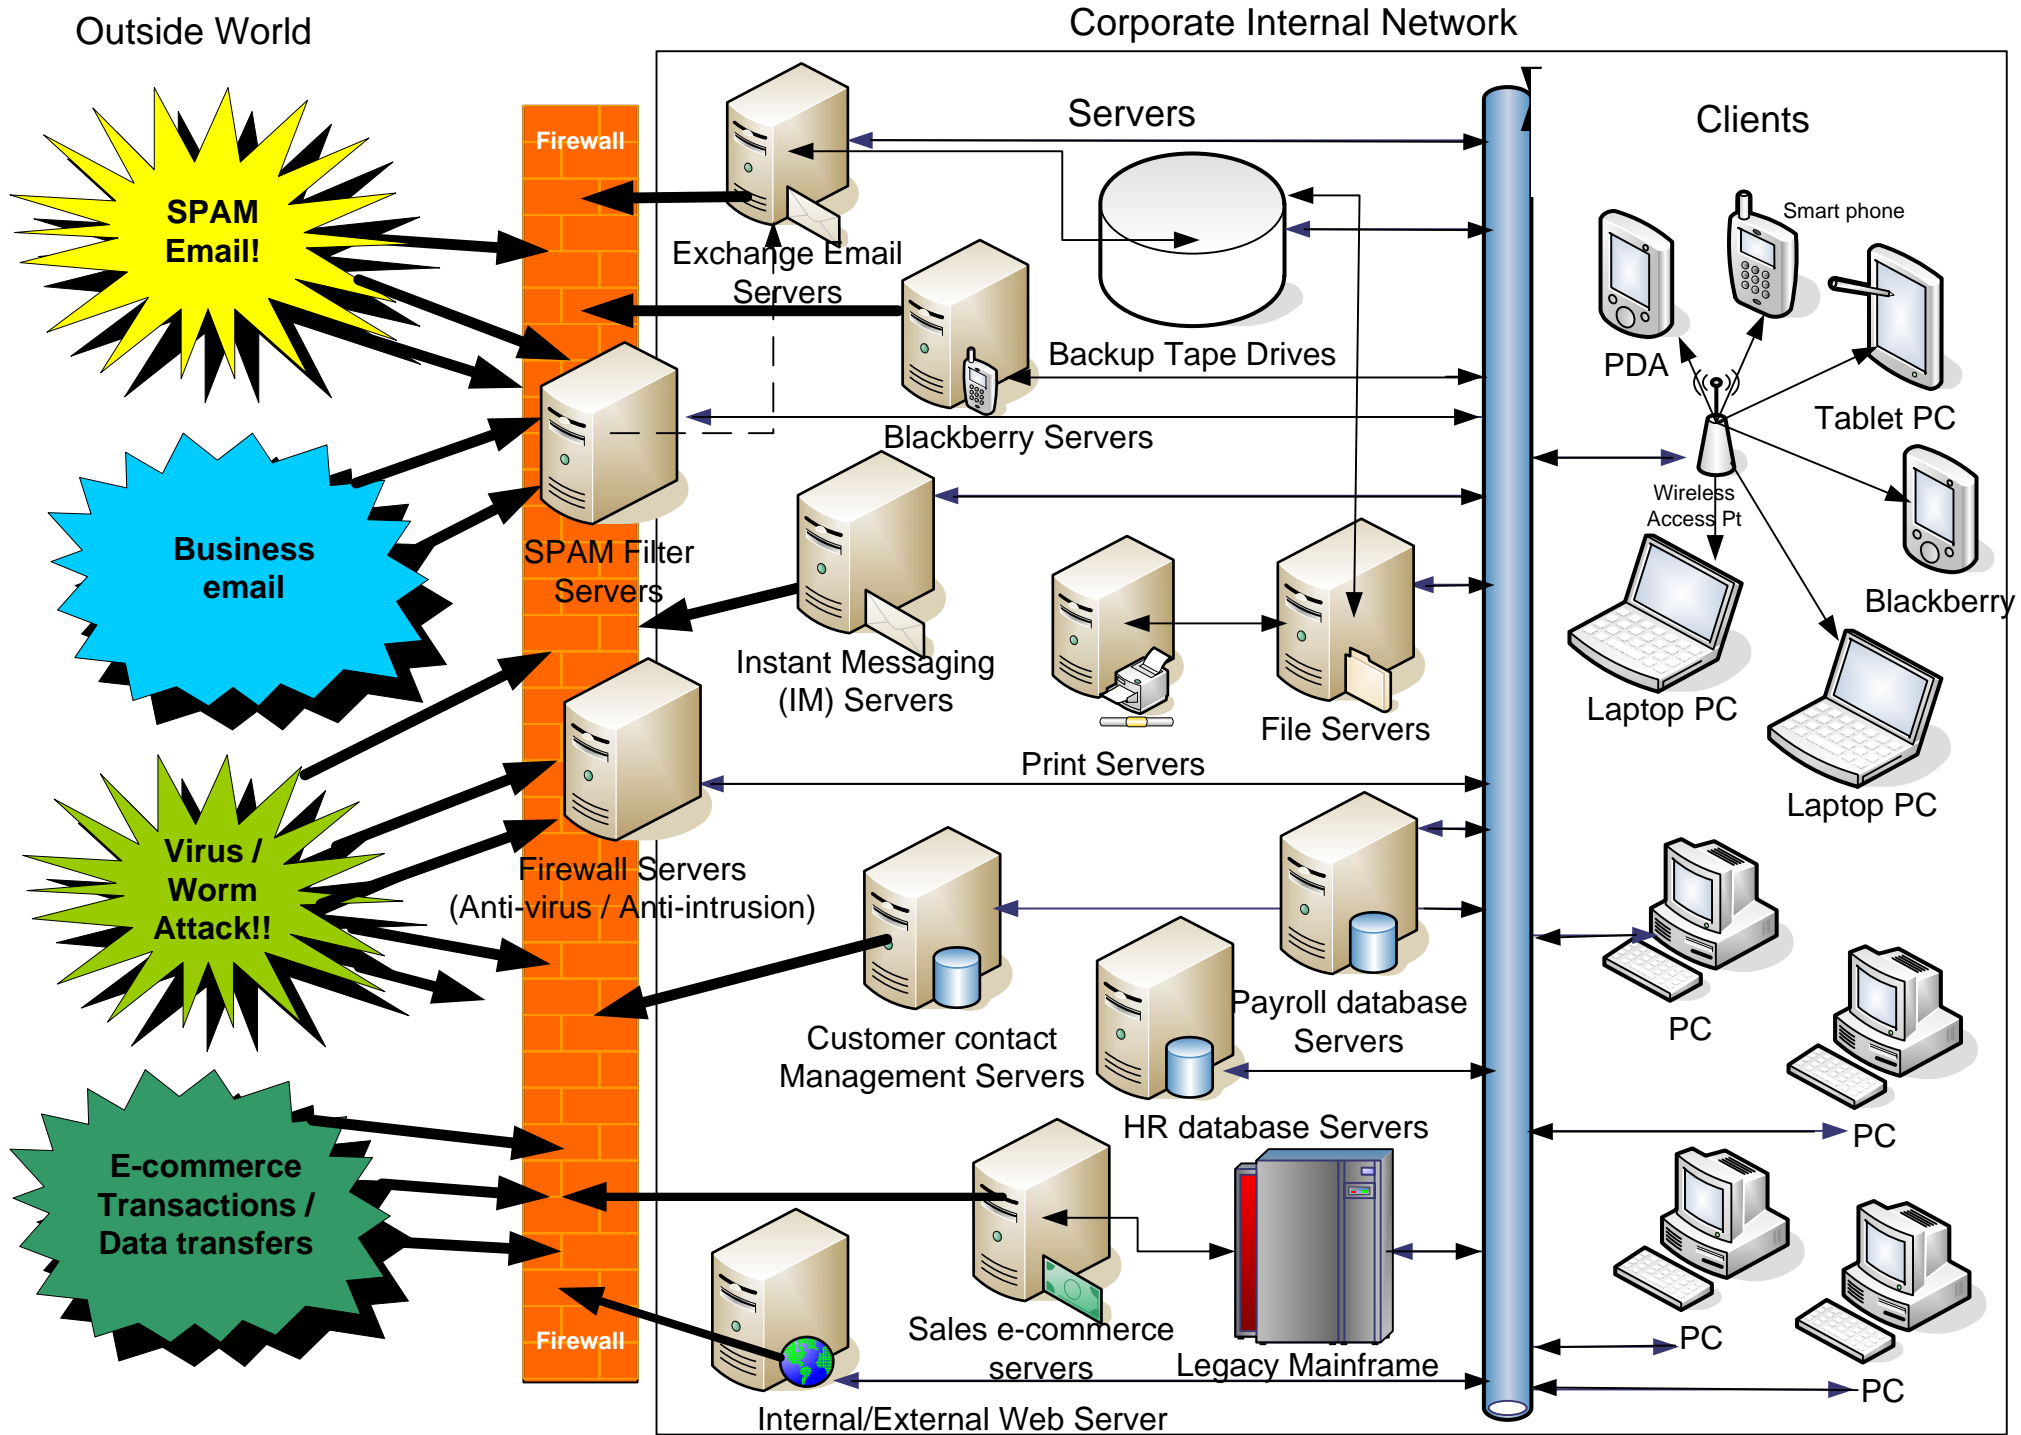 Outside World
Corporate Internal Network
Servers
Clients
Firewall
SPAM
Email!
Smart phone
Exchange Email
Servers
Backup Tape Drives
PDA
Tablet PC
Blackberry Servers
Wireless
Access Pt
Business
email
SPAM Filter
Servers
Blackberry
Instant Messaging
(IM) Servers
File Servers
Laptop PC
Print Servers
Laptop PC
Virus /
Worm
Attack!!
Firewall Servers
(Anti-virus / Anti-intrusion)
Payroll database
Servers
PC
Customer contact
Management Servers
HR database Servers
PC
E-commerce
Transactions /
Data transfers
Firewall
Sales e-commerce
servers
Legacy Mainframe
PC
PC
Internal/External Web Server